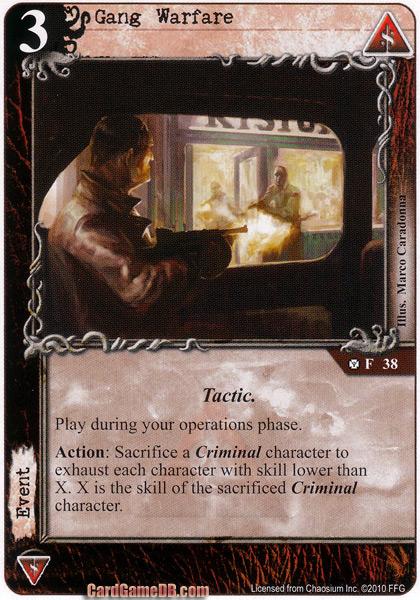 3
Gang Warfare
Illus. Marco Caradonna
F 38
Tactic.
Play during your operations phase.
Action: Sacrifice a Criminal character to
exhaust each character with skill lower than
X. X is the skill of the sacrificed Criminal
character.
Event
CardGameDB.com
Licensed from Chaosium Inc. ©2010 FFG